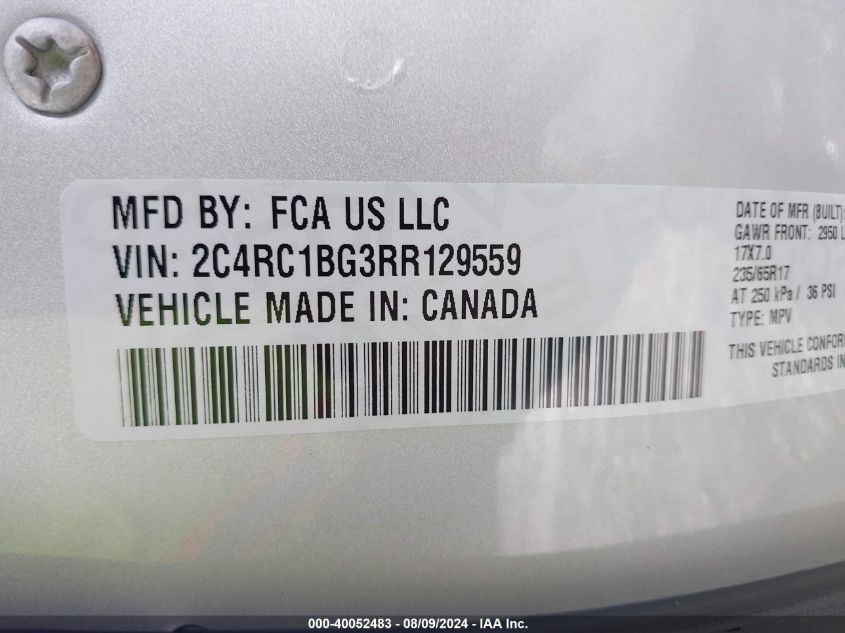 MFD BY: FCA US LLC
VIN: 2C4RC1BG3RR129559
VEHICLE MADE IN: CANADA
DATE OF MFR (BUILT):
GAWR FRONT: 2950 L
17X7.0
235/65R17
AT 250 kPa / 36 PSI
TYPE: MPV
THIS VEHICLE CONFOR
STANDARDS IN
000-40052483 - 08/09/2024 - IAA Inc.